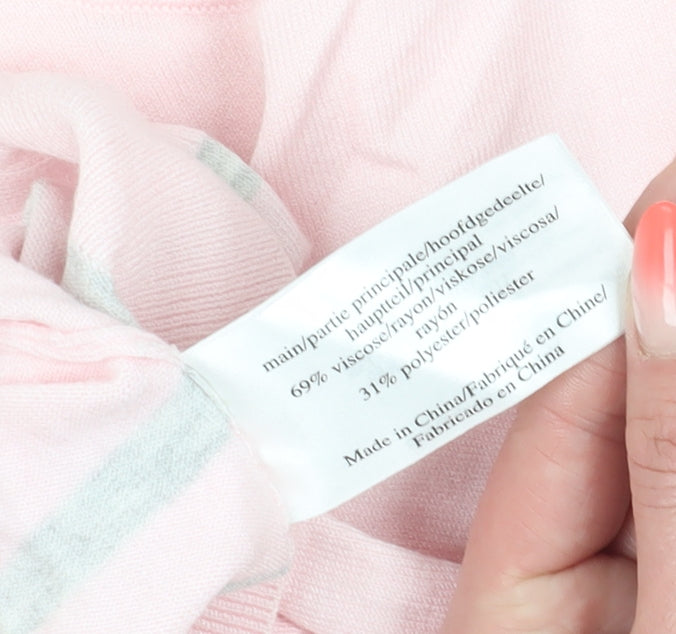 main/partie principale/hoofdgedeelte/
hauptteil/principal
69% viscose/rayon/viskose/viscosa/
rayón
31% polyester/poliester
Made in China/Fabriqué en Chine/
Fabricado en China